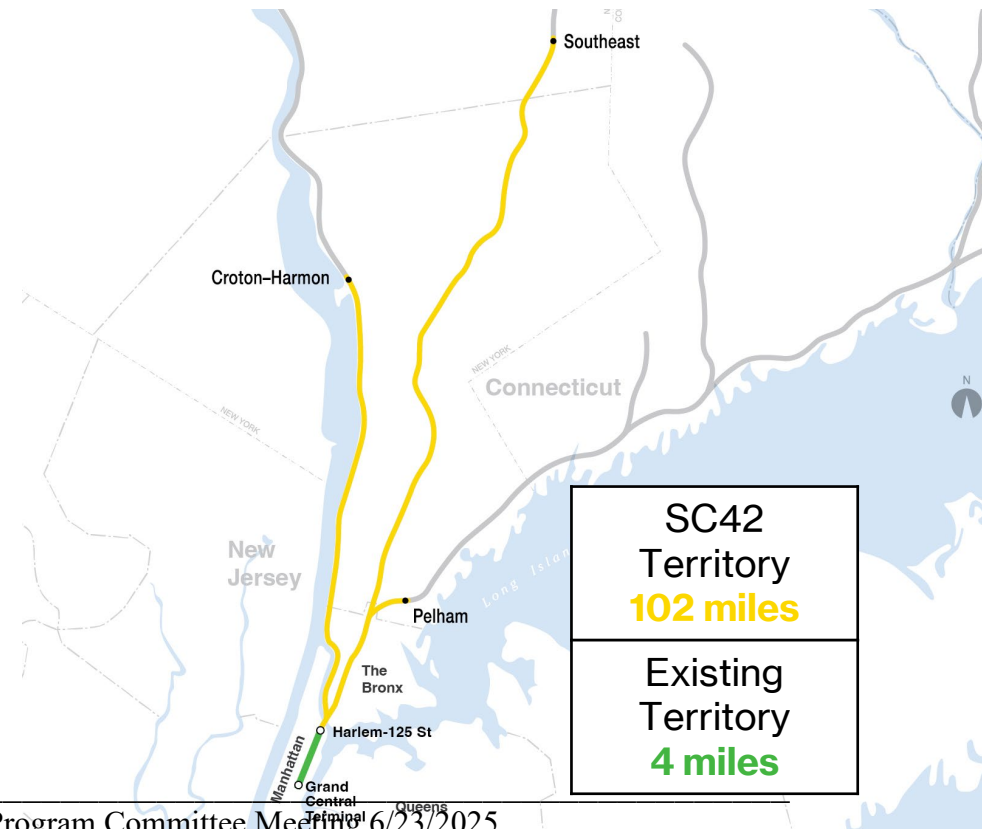 Southeast
Croton–Harmon
NEW YORK
Connecticut
N
NEW YORK
SC42
Territory
102 miles
New
Jersey
Long Islan
Pelham
The
Bronx
Existing
Territory
4 miles
Harlem-125 St
Manhattan
Grand
Central
Terminal
Queens
Program Committee Meeting 6/23/2025